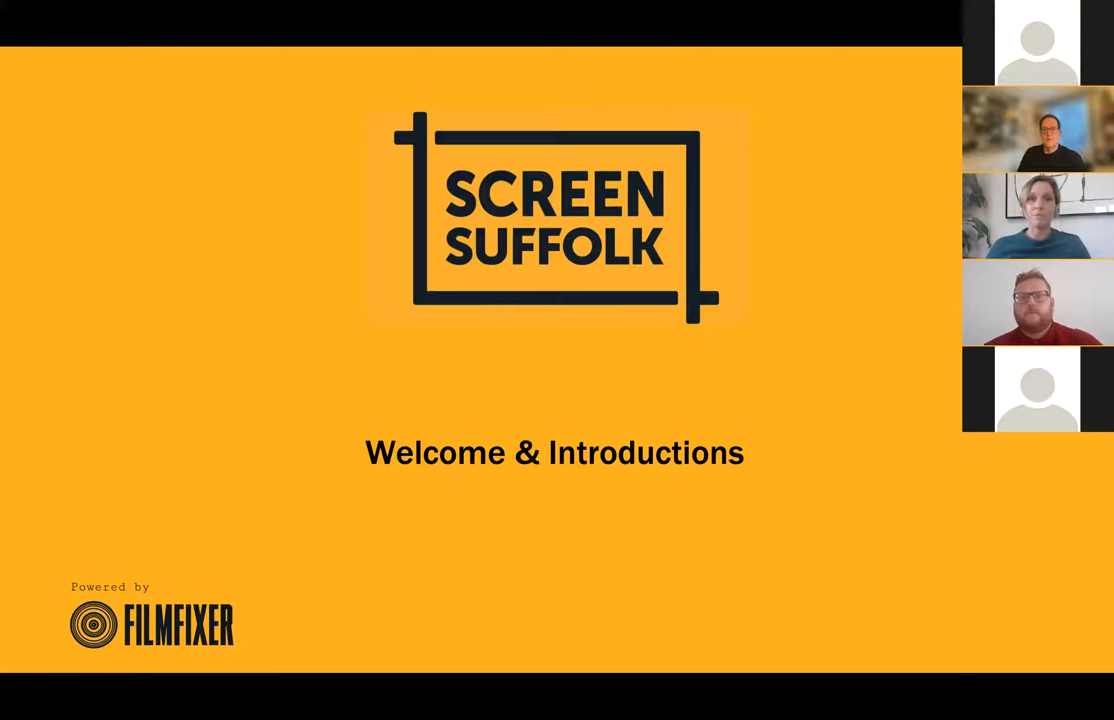 SCREEN
SUFFOLK
Welcome & Introductions
Powered by
FILMFIXER